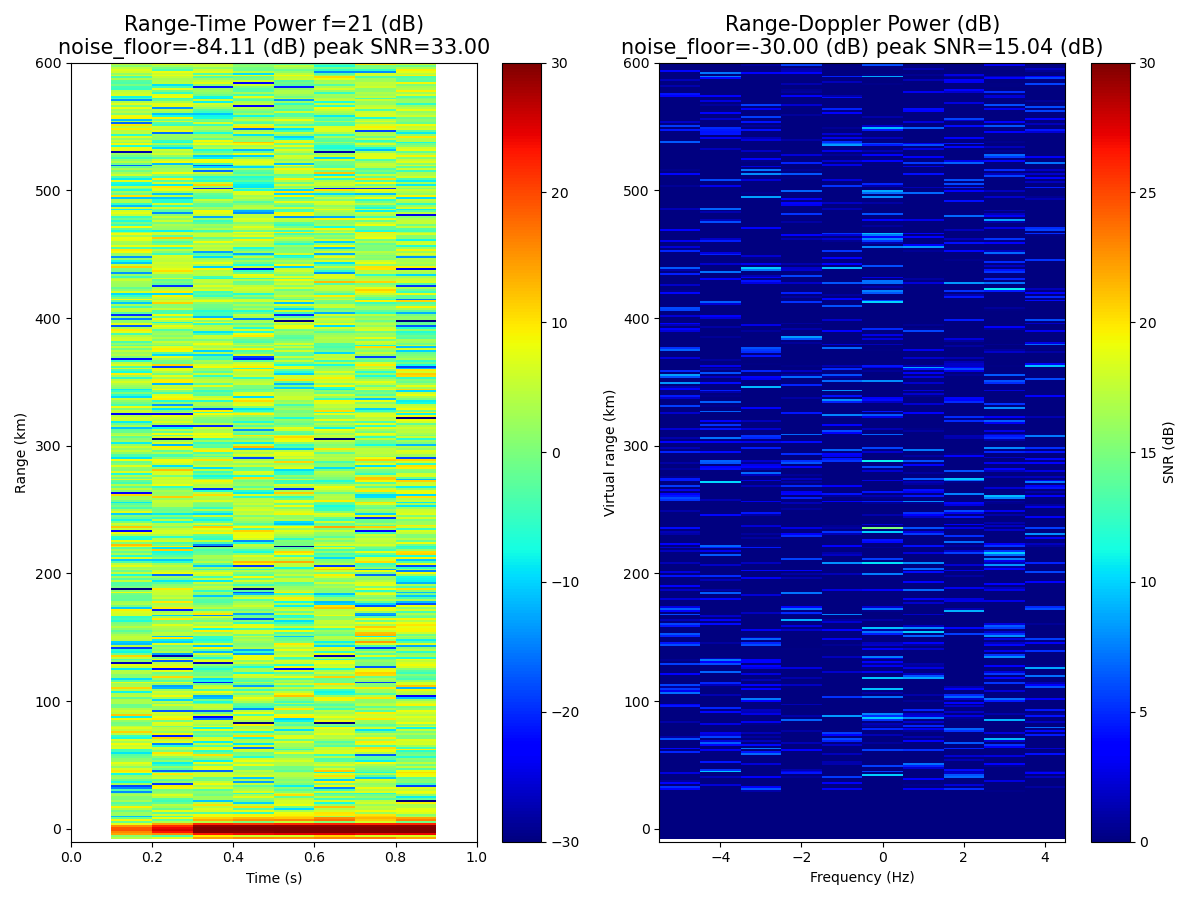 Range-Time Power f=21 (dB)
noise_floor=-84.11 (dB) peak SNR=33.00
Range-Doppler Power (dB)
noise_floor=-30.00 (dB) peak SNR=15.04 (dB)
600
500
400
300
200
100
0
Range (km)
0.0 0.2 0.4 0.6 0.8 1.0
Time (s)
30
20
10
0
−10
−20
−30
600
500
400
300
200
100
0
Virtual range (km)
−4 −2 0 2 4
Frequency (Hz)
30
25
20
15
10
5
0
SNR (dB)